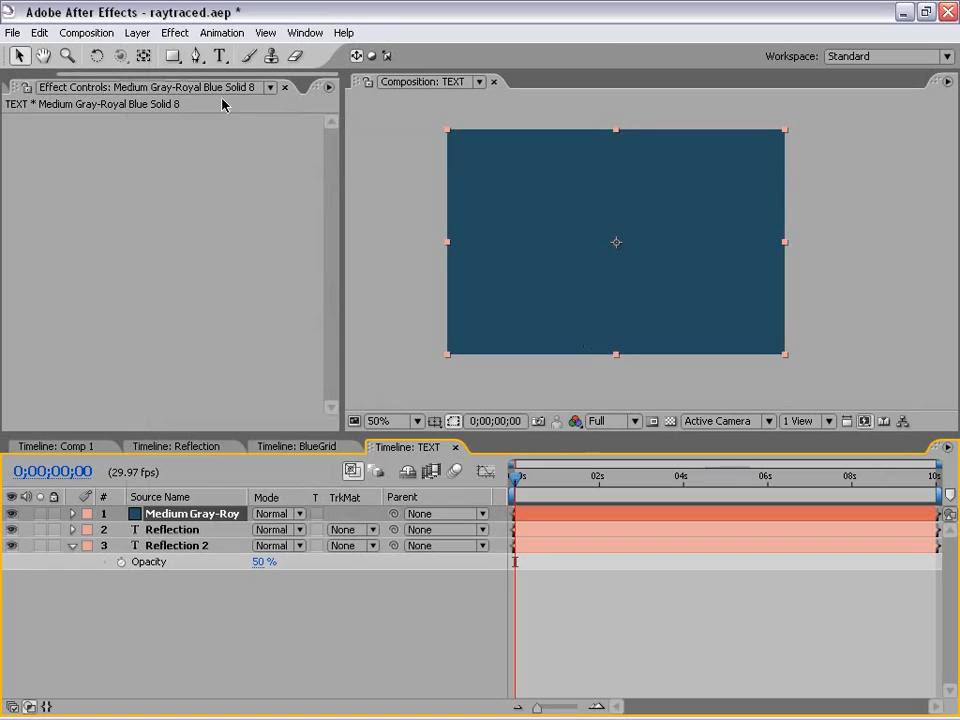 Adobe After Effects - raytraced.aep *
File Edit Composition Layer Effect Animation View Window Help
T Workspace: Standard
Effect Controls: Medium Gray-Royal Blue Solid 8
Composition: TEXT
TEXT * Medium Gray-Royal Blue Solid 8
50% 0;00;00;00 Full Active Camera 1 View
Timeline: Comp 1 Timeline: Reflection Timeline: BlueGrid Timeline: TEXT
0;00;00;00 (29.97 fps)
0s 02s 04s 06s 08s 10s
# Source Name Mode T TrkMat Parent
1 Medium Gray-Roy Normal None
2 T Reflection Normal None None
3 T Reflection 2 Normal None None
Opacity 50 %